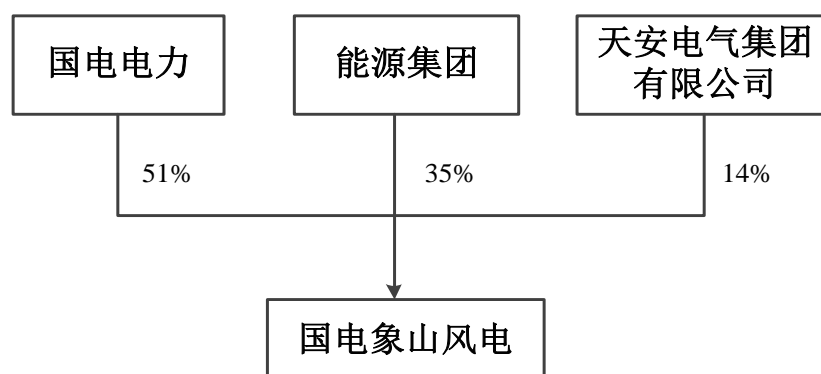 国电电力
能源集团
天安电气集团
有限公司
51%
35%
14%
国电象山风电